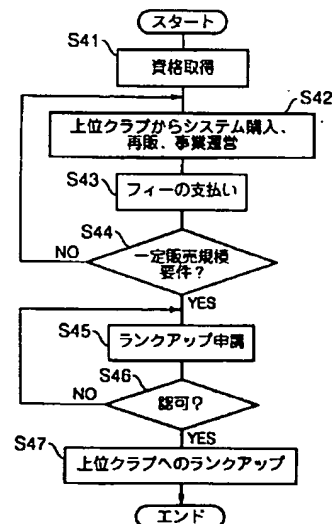 スタート
S41
資格取得
S42
上位クラブからシステム購入、
再販、事業運営
S43
フィーの支払い
S44
一定販売規模
要件?
NO
YES
S45
ランクアップ申請
S46
認可?
NO
YES
S47
上位クラブへのランクアップ
エンド